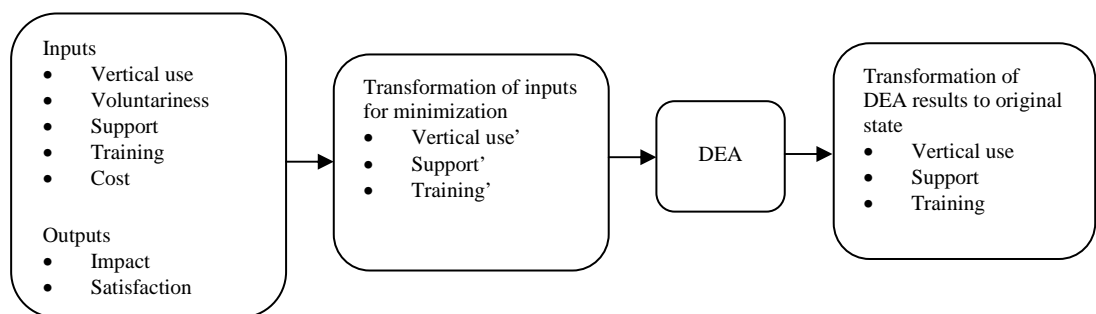 Inputs
• Vertical use
• Voluntariness
• Support
• Training
• Cost
Outputs
• Impact
• Satisfaction
Transformation of inputs
for minimization
• Vertical use’
• Support’
• Training’
DEA
Transformation of
DEA results to original
state
• Vertical use
• Support
• Training